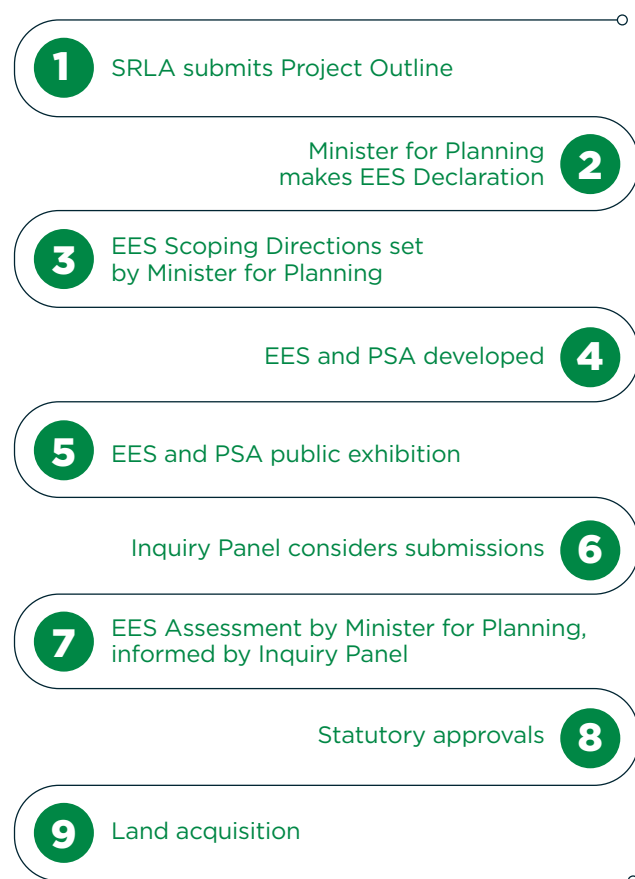 1 SRLA submits Project Outline
Minister for Planning
makes EES Declaration 2
3 EES Scoping Directions set
by Minister for Planning
EES and PSA developed 4
5 EES and PSA public exhibition
Inquiry Panel considers submissions 6
7 EES Assessment by Minister for Planning,
informed by Inquiry Panel
Statutory approvals 8
9 Land acquisition